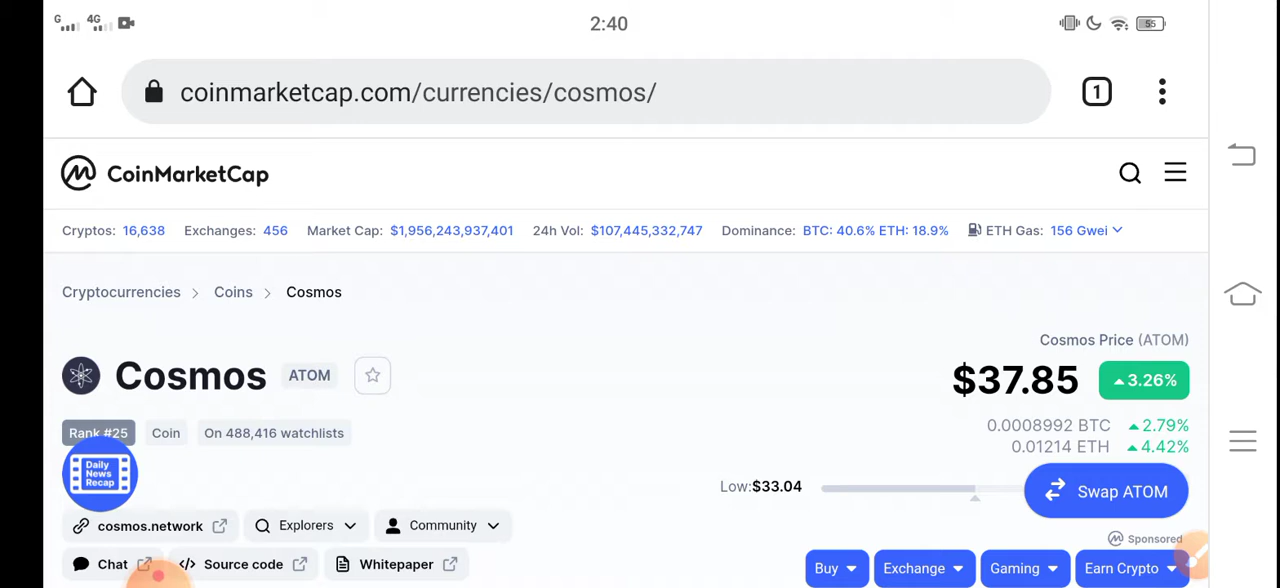 G 4G 2:40 55
coinmarketcap.com/currencies/cosmos/ 1
CoinMarketCap
Cryptos: 16,638 Exchanges: 456 Market Cap: $1,956,243,937,401 24h Vol: $107,445,332,747 Dominance: BTC: 40.6% ETH: 18.9% ETH Gas: 156 Gwei
Cryptocurrencies > Coins > Cosmos
Cosmos Price (ATOM)
Cosmos ATOM $37.85 3.26%
0.0008992 BTC 2.79%
Rank #25 Coin On 488,416 watchlists
0.01214 ETH 4.42%
Daily
News
Recap
Low:$33.04 Swap ATOM
cosmos.network Explorers Community
Sponsored
Chat Source code Whitepaper
Buy Exchange Gaming Earn Crypto